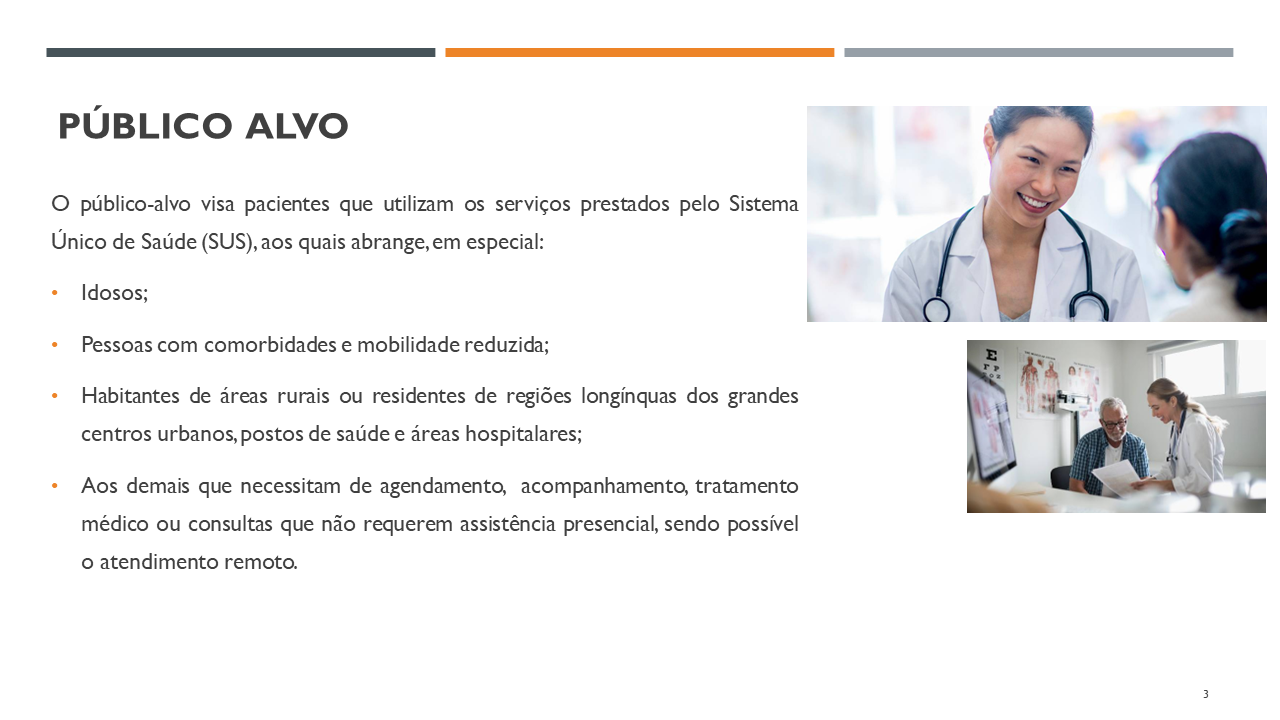 PÚBLICO ALVO
O público-alvo visa pacientes que utilizam os serviços prestados pelo Sistema
Único de Saúde (SUS), aos quais abrange, em especial:
• Idosos;
• Pessoas com comorbidades e mobilidade reduzida;
• Habitantes de áreas rurais ou residentes de regiões longínquas dos grandes
centros urbanos, postos de saúde e áreas hospitalares;
• Aos demais que necessitam de agendamento, acompanhamento, tratamento
médico ou consultas que não requerem assistência presencial, sendo possível
o atendimento remoto.
E
F P
3